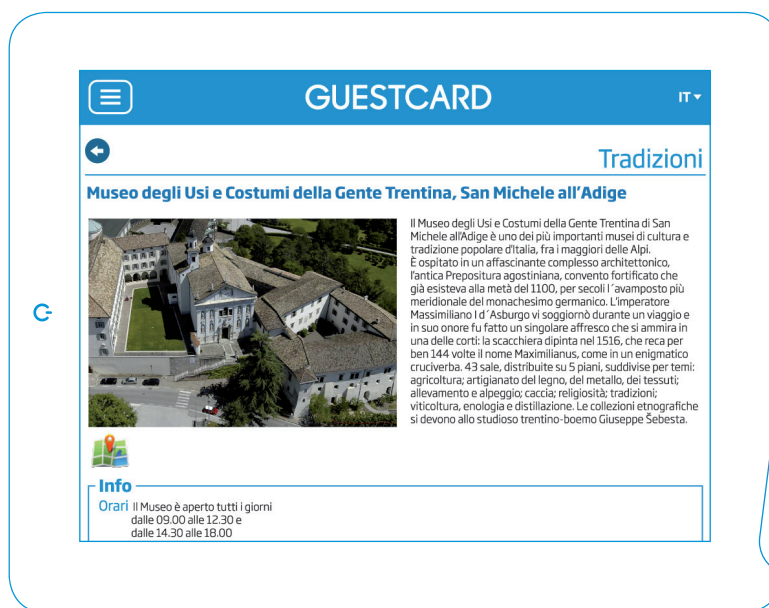 GUESTCARD
IT
Tradizioni
Museo degli Usi e Costumi della Gente Trentina, San Michele all'Adige
Il Museo degli Usi e Costumi della Gente Trentina di San
Michele all'Adige è uno dei più importanti musei di cultura e
tradizione popolare d'Italia, fra i maggiori delle Alpi.
È ospitato in un affascinante complesso architettonico,
l'antica Prepositura agostiniana, convento fortificato che
già esisteva alla metà del 1100, per secoli l´avamposto più
meridionale del monachesimo germanico. L'imperatore
Massimiliano I d´Asburgo vi soggiornò durante un viaggio e
in suo onore fu fatto un singolare affresco che si ammira in
una delle corti: la scacchiera dipinta nel 1516, che reca per
ben 144 volte il nome Maximilianus, come in un enigmatico
cruciverba. 43 sale, distribuite su 5 piani, suddivise per temi:
agricoltura; artigianato del legno, del metallo, dei tessuti;
allevamento e alpeggio; caccia; religiosità; tradizioni;
viticoltura, enologia e distillazione. Le collezioni etnografiche
si devono allo studioso trentino-boemo Giuseppe Šebesta.
Info
Orari Il Museo è aperto tutti i giorni
dalle 09.00 alle 12.30 e
dalle 14.30 alle 18.00